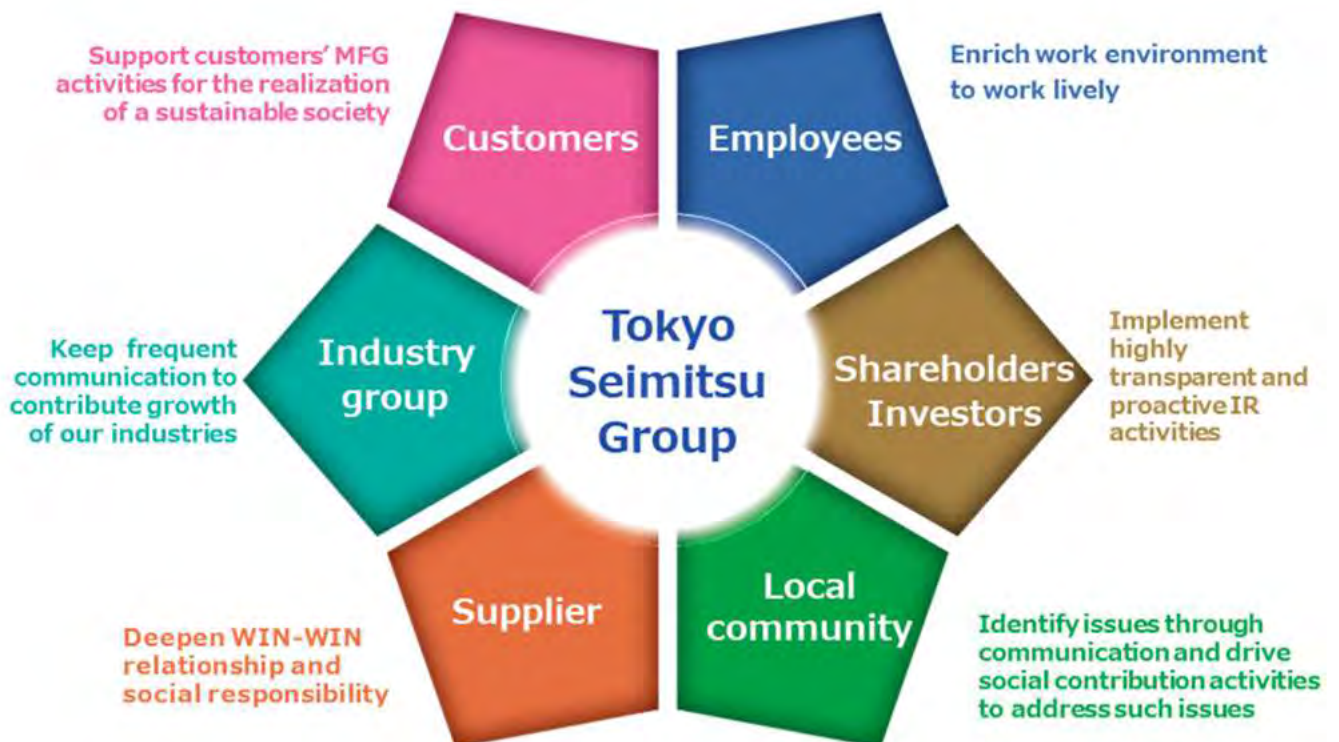 Support customers' MFG
activities for the realization
of a sustainable society
Customers
Employees
Enrich work environment
to work lively
Keep frequent
communication to
contribute growth
of our industries
Industry
group
Tokyo
Seimitsu
Group
Shareholders
Investors
Implement
highly
transparent and
proactive IR
activities
Deepen WIN-WIN
relationship and
social responsibility
Supplier
Local
community
Identify issues through
communication and drive
social contribution activities
to address such issues